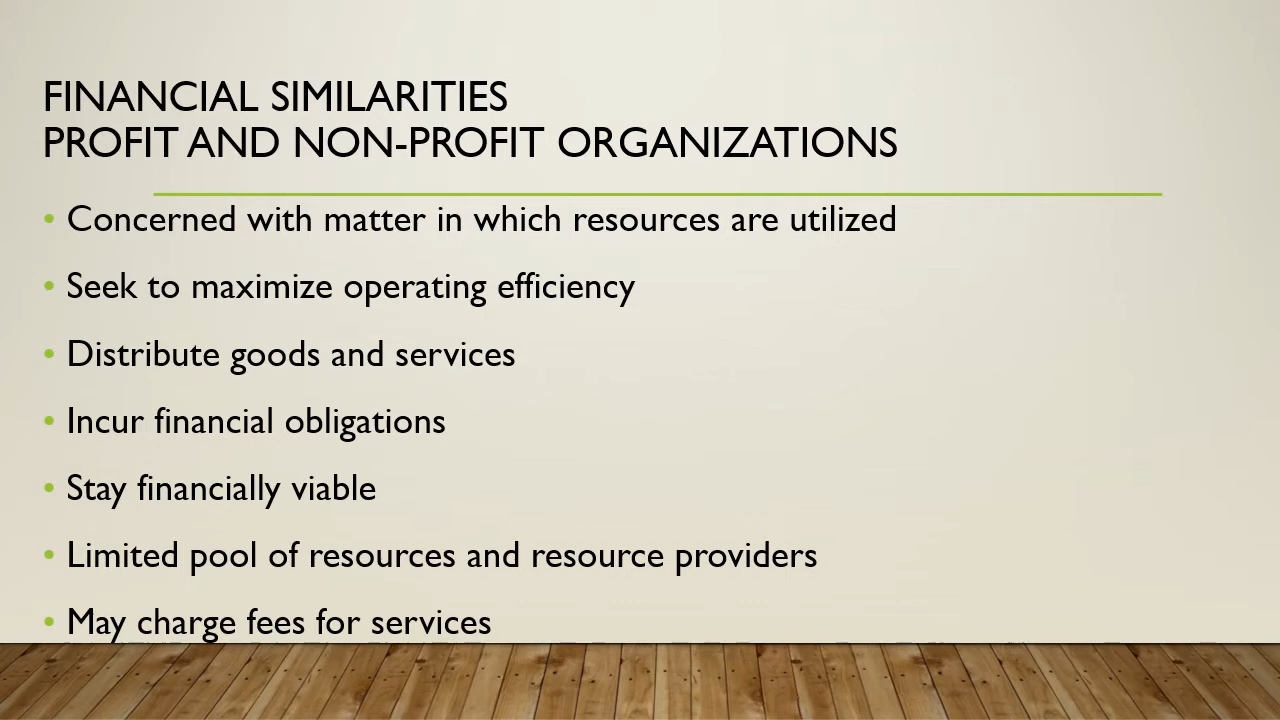 FINANCIAL SIMILARITIES
PROFIT AND NON-PROFIT ORGANIZATIONS
• Concerned with matter in which resources are utilized
• Seek to maximize operating efficiency
• Distribute goods and services
• Incur financial obligations
• Stay financially viable
• Limited pool of resources and resource providers
• May charge fees for services